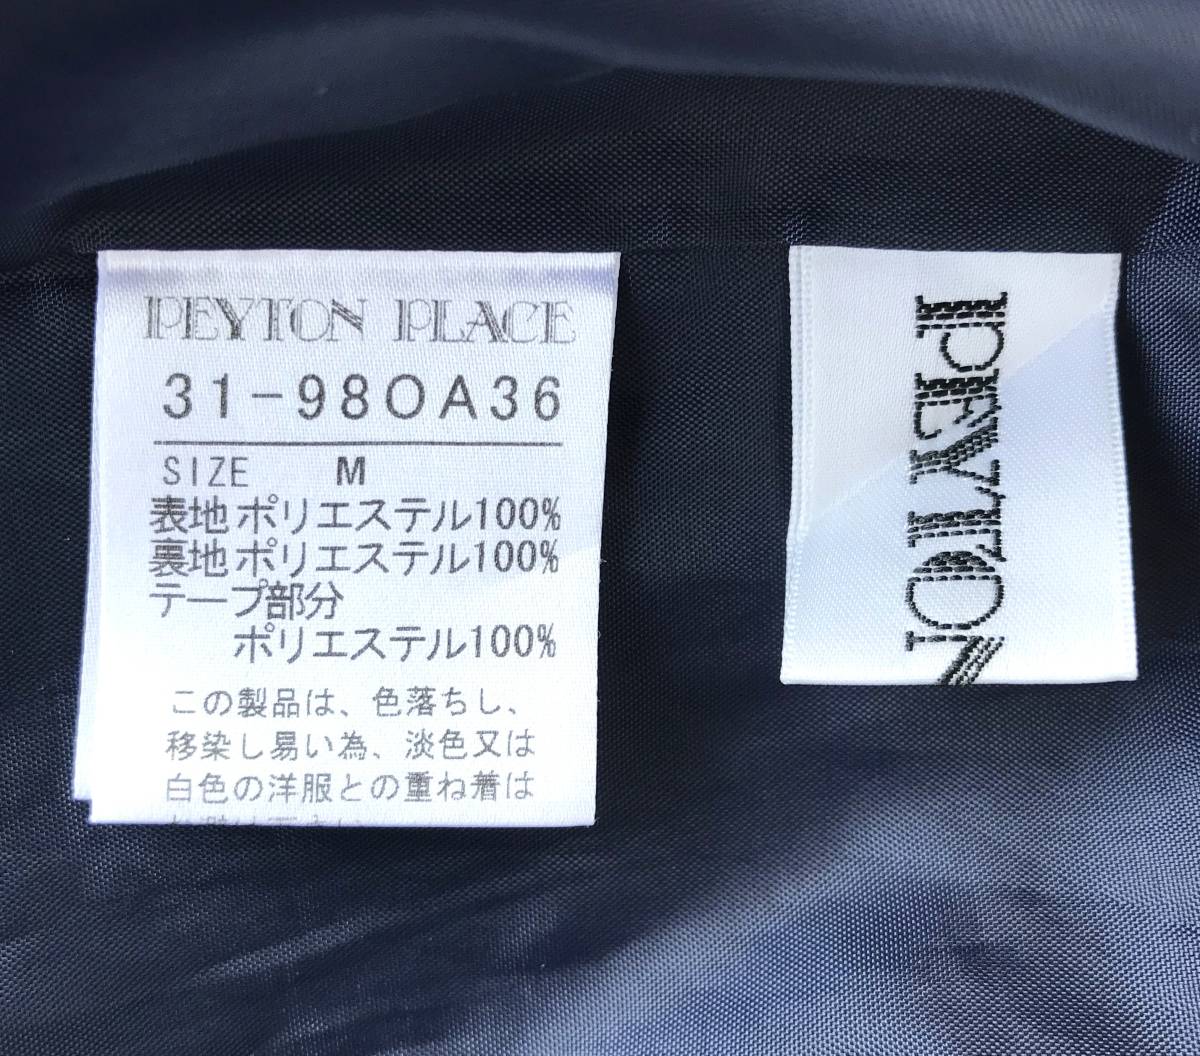 PEYTON PLACE
31-980A36
SIZE M
表地 ポリエステル100%
裏地 ポリエステル100%
テープ部分
ポリエステル100%
この製品は、色落ちし、
移染し易い為、淡色又は
白色の洋服との重ね着は
PEYTON